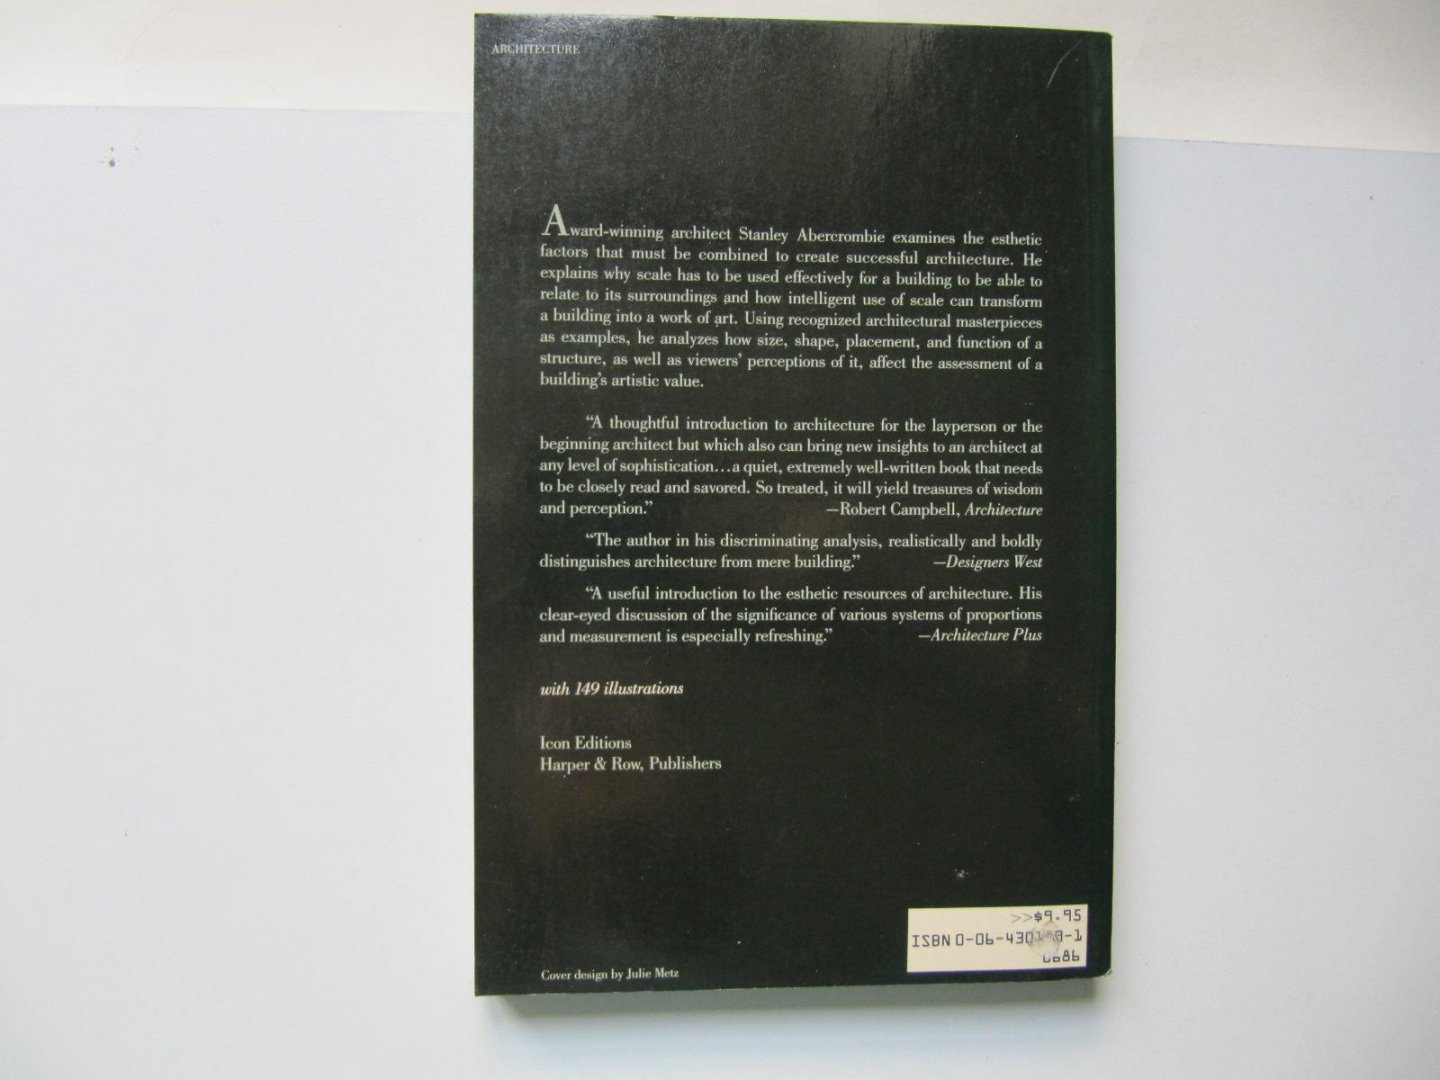 ARCHITECTURE
Award-winning architect Stanley Abercrombie examines the esthetic
factors that must be combined to create successful architecture. He
explains why scale has to be used effectively for a building to be able to
relate to its surroundings and how intelligent use of scale can transform
a building into a work of art. Using recognized architectural masterpieces
as examples, he analyzes how size, shape, placement, and function of a
structure, as well as viewers' perceptions of it, affect the assessment of a
building's artistic value.
“A thoughtful introduction to architecture for the layperson or the
beginning architect but which also can bring new insights to an architect at
any level of sophistication...a quiet, extremely well-written book that needs
to be closely read and savored. So treated, it will yield treasures of wisdom
and perception.” —Robert Campbell, Architecture
“The author in his discriminating analysis, realistically and boldly
distinguishes architecture from mere building.” —Designers West
“A useful introduction to the esthetic resources of architecture. His
clear-eyed discussion of the significance of various systems of proportions
and measurement is especially refreshing.” —Architecture Plus
with 149 illustrations
Icon Editions
Harper & Row, Publishers
>>$9.95
ISBN
Cover design by Julie Metz